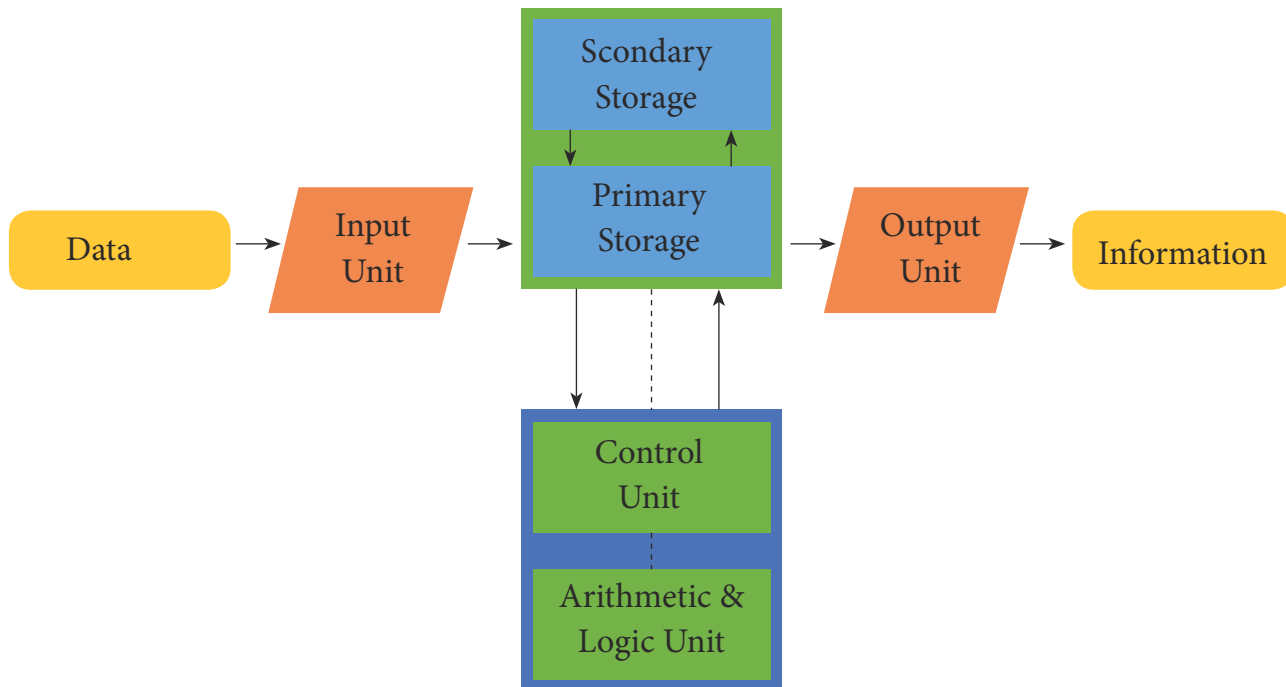 Scondary
Storage
Primary
Storage
Data
Input
Unit
Output
Unit
Information
Control
Unit
Arithmetic &
Logic Unit